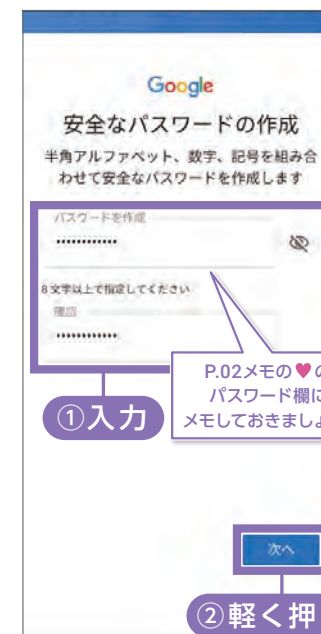 Google
安全なパスワードの作成
半角アルファベット、数字、記号を組み合
わせて安全なパスワードを作成します
パスワードを作成
••••••••••••
8文字以上で指定してください
確認
••••••••••••
P.02メモの♥の
パスワード欄に
メモしておきましょ
①入力
次へ
②軽く押